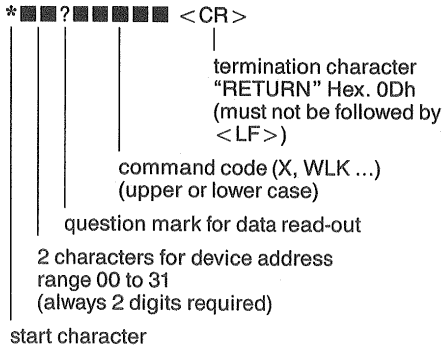 *■■?■■■■■ <CR>
termination character
“RETURN” Hex. 0Dh
(must not be followed by
<LF>)
command code (X, WLK ...)
(upper or lower case)
question mark for data read-out
2 characters for device address
range 00 to 31
(always 2 digits required)
start character